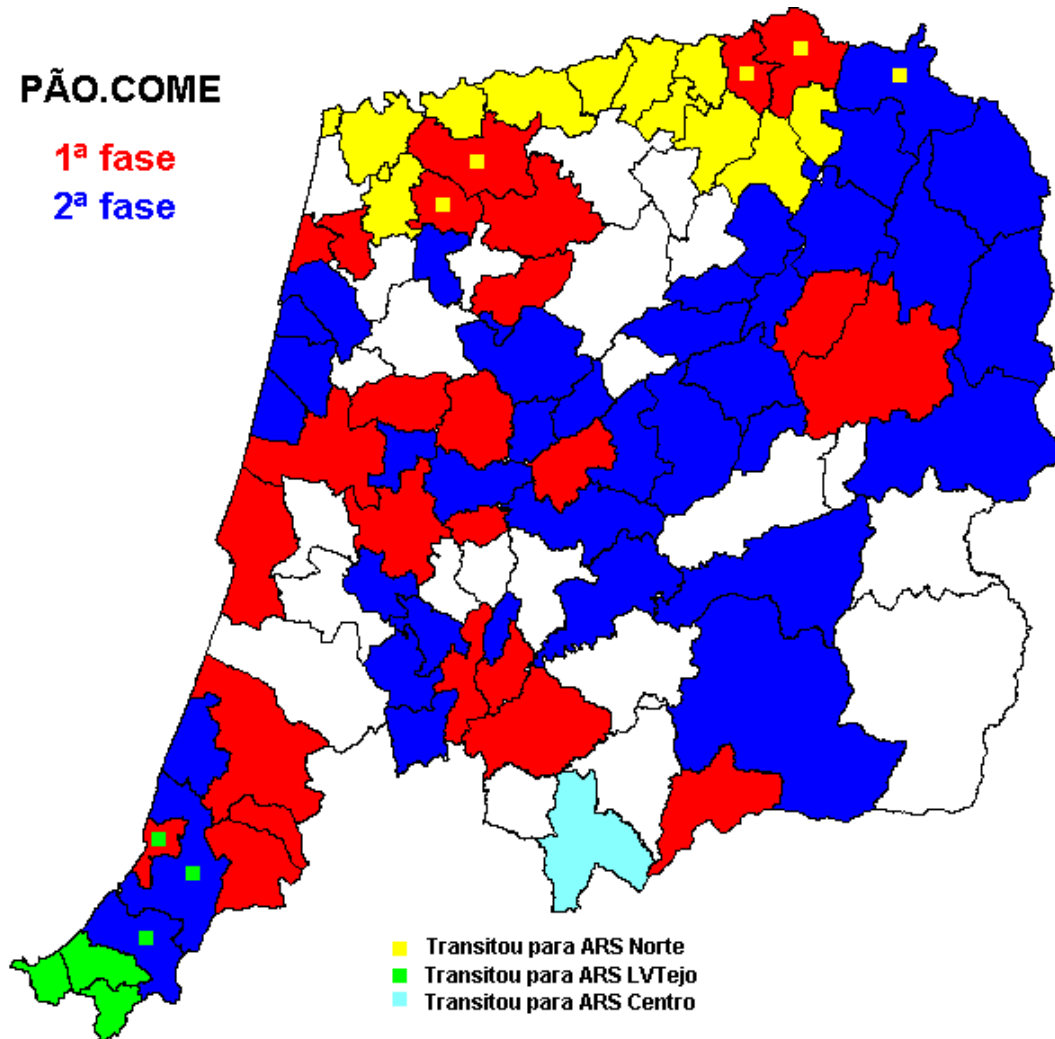 PÃO.COME
1ª fase
2ª fase
Transitou para ARS Norte
Transitou para ARS LVTejo
Transitou para ARS Centro